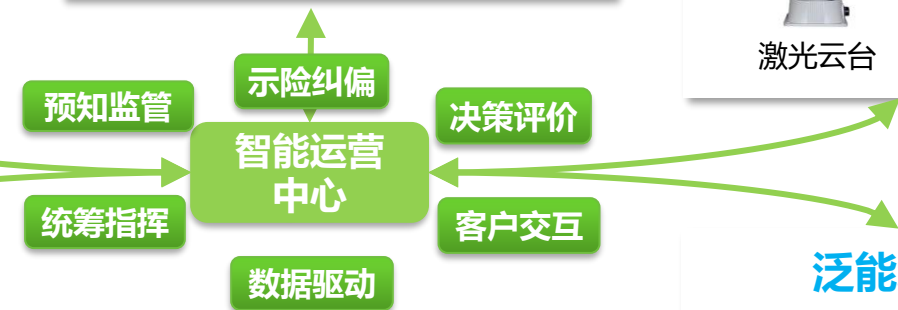 激光云台
示险纠偏
预知监管
决策评价
智能运营
中心
统筹指挥
客户交互
数据驱动
泛能